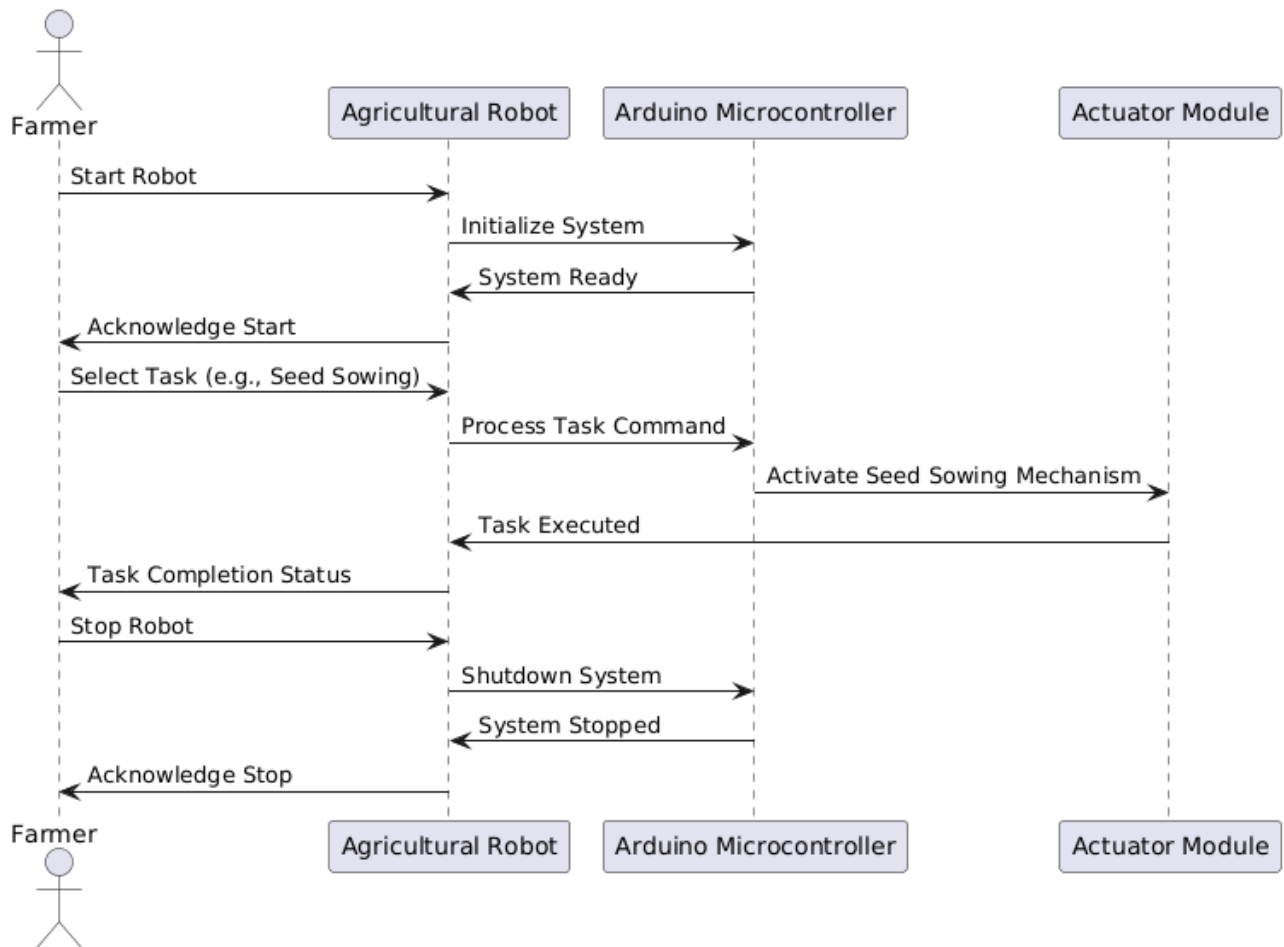 Farmer
Agricultural Robot
Arduino Microcontroller
Actuator Module
Start Robot
Initialize System
System Ready
Acknowledge Start
Select Task (e.g., Seed Sowing)
Process Task Command
Activate Seed Sowing Mechanism
Task Executed
Task Completion Status
Stop Robot
Shutdown System
System Stopped
Acknowledge Stop
Farmer
Agricultural Robot
Arduino Microcontroller
Actuator Module